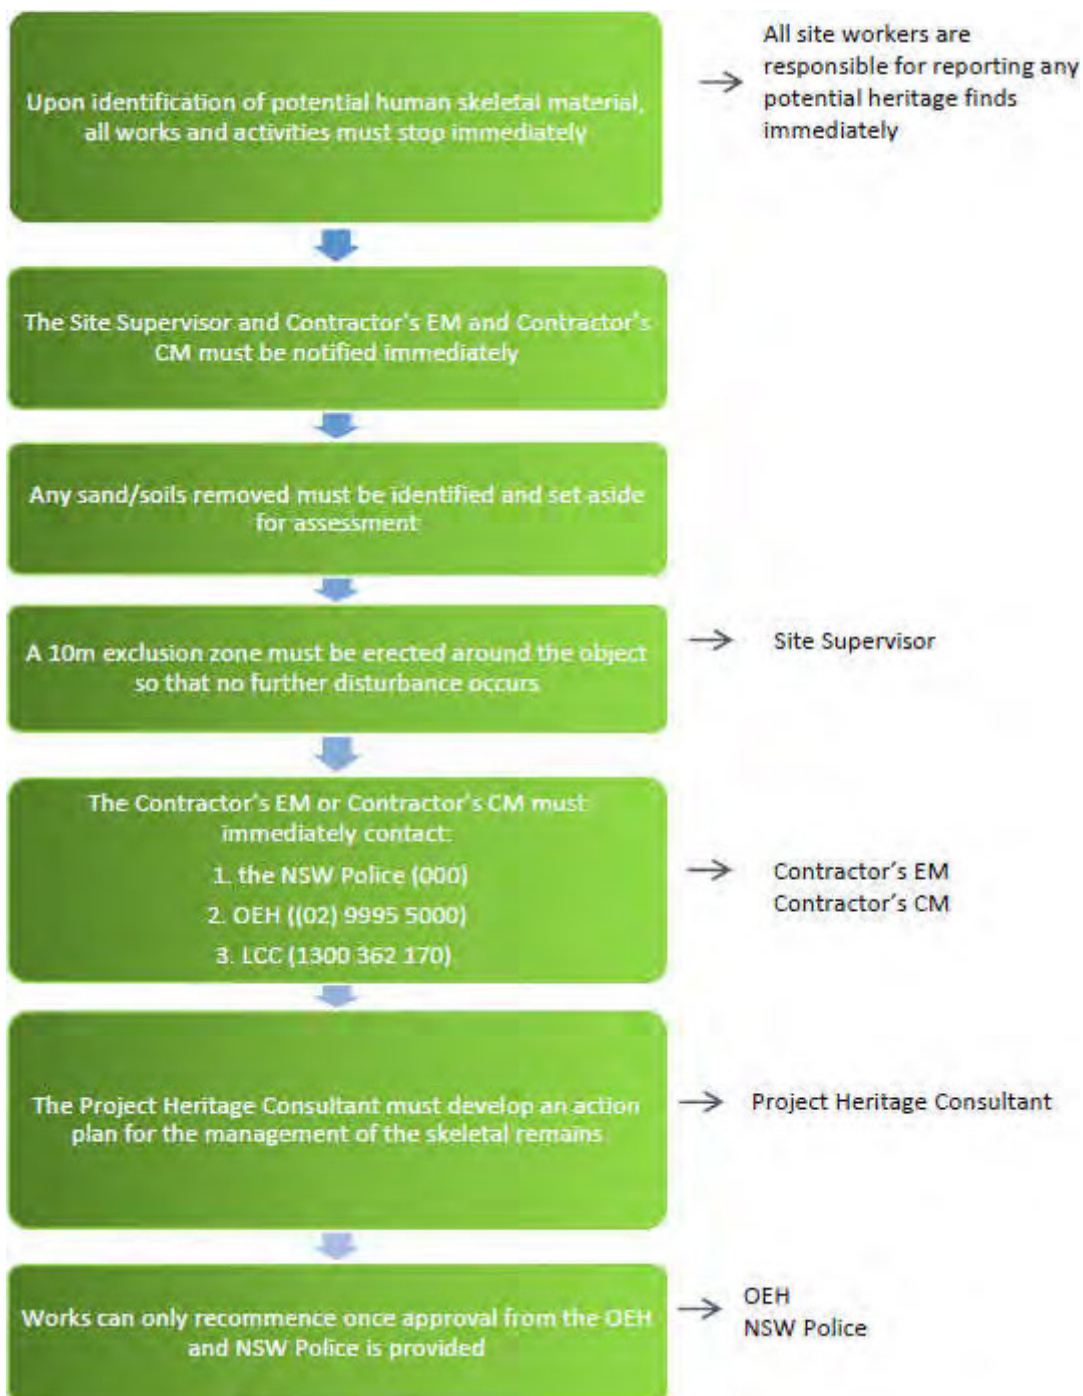 Upon identification of potential human skeletal material,
all works and activities must stop immediately
All site workers are
responsible for reporting any
potential heritage finds
immediately
The Site Supervisor and Contractor's EM and Contractor's
CM must be notified immediately
Any sand/soils removed must be identified and set aside
for assessment
A 10m exclusion zone must be erected around the object
so that no further disturbance occurs
Site Supervisor
The Contractor's EM or Contractor's CM must
immediately contact:
1. the NSW Police (000)
2. OEH ((02) 9995 5000)
3. LCC (1300 362 170)
Contractor's EM
Contractor's CM
The Project Heritage Consultant must develop an action
plan for the management of the skeletal remains
Project Heritage Consultant
Works can only recommence once approval from the OEH
and NSW Police is provided
OEH
NSW Police